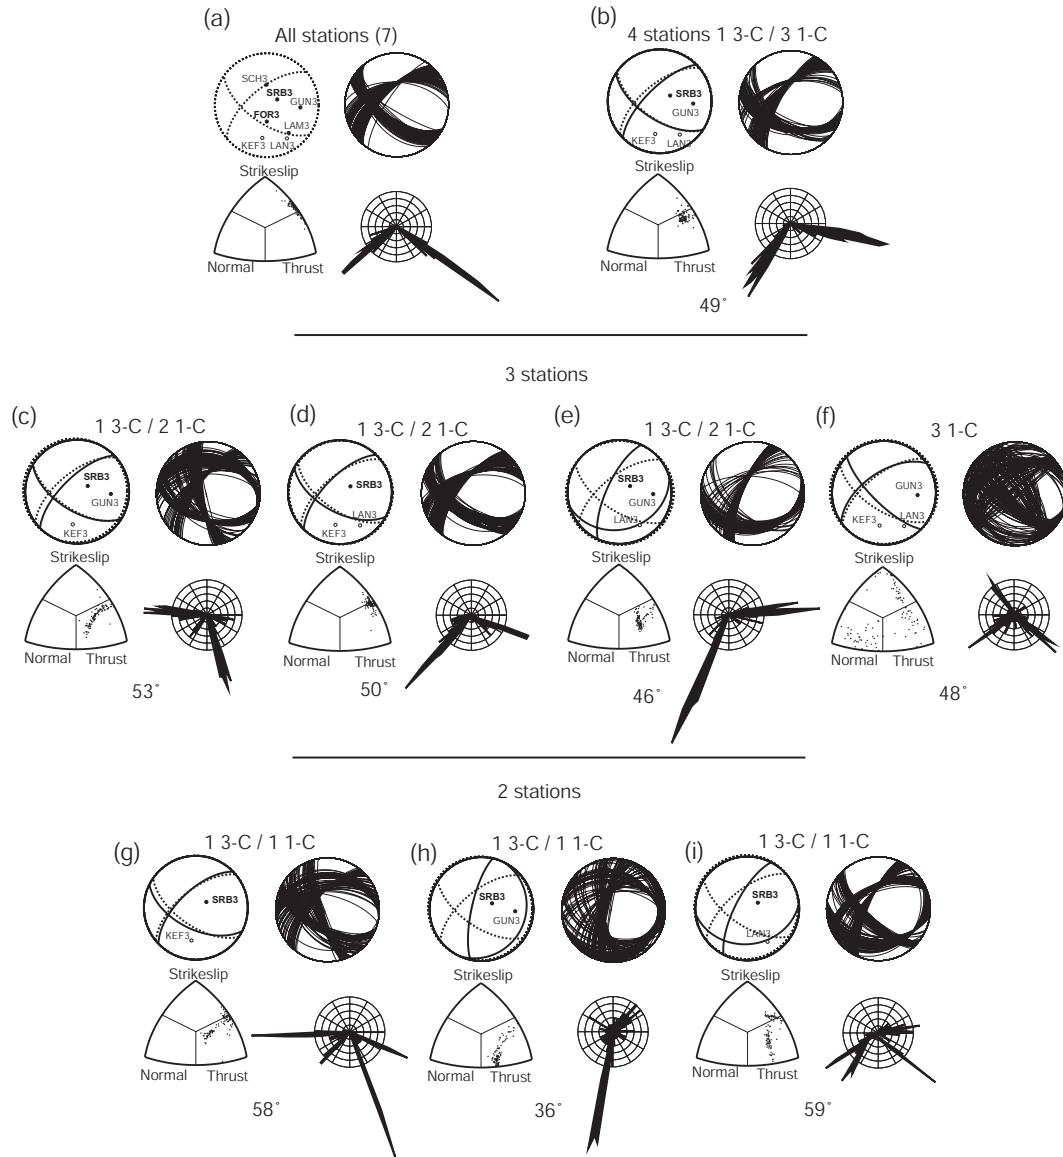 (a)
All stations (7)
SCH3
SRB3
GUN3
FOR3
LAM3
KEF3 LAN3
Strikeslip
Normal Thrust
(b)
4 stations 1 3-C / 3 1-C
SRB3
GUN3
KEF3
LAN3
Strikeslip
Normal Thrust
49°
3 stations
(c)
1 3-C / 2 1-C
SRB3
GUN3
KEF3
Strikeslip
Normal Thrust
53°
(d)
1 3-C / 2 1-C
SRB3
LAN3
KEF3
Strikeslip
Normal Thrust
50°
(e)
1 3-C / 2 1-C
SRB3
GUN3
LAN3
Strikeslip
Normal Thrust
46°
(f)
3 1-C
GUN3
KEF3
LAN3
Strikeslip
Normal Thrust
48°
2 stations
(g)
1 3-C / 1 1-C
SRB3
KEF3
Strikeslip
Normal Thrust
58°
(h)
1 3-C / 1 1-C
SRB3
GUN3
Strikeslip
Normal Thrust
36°
(i)
1 3-C / 1 1-C
SRB3
LAN3
Strikeslip
Normal Thrust
59°